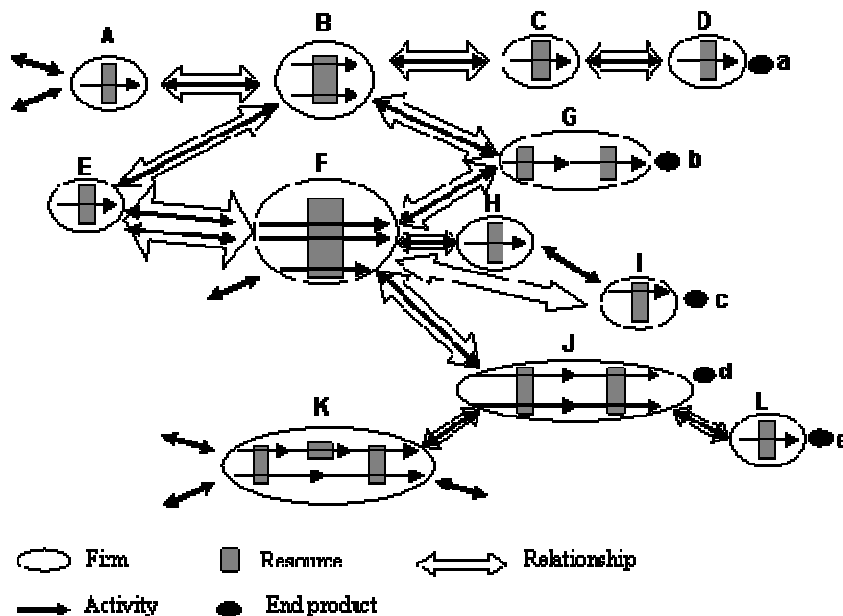 A
B
C
D
a
G
b
E
F
H
I
c
J
d
K
L
e
Firm
Resource
Relationship
Activity
End product